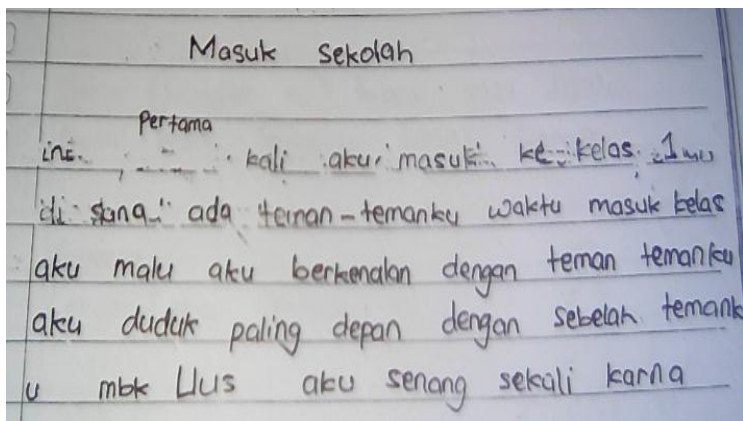 Masuk sekolah
Pertama
ini kali aku masuk ke kelas 1
di sana ada teman-temanku waktu masuk kelas
aku malu aku berkenalan dengan teman temanku
aku duduk paling depan dengan sebelah temank
u mbk aku senang sekali karna